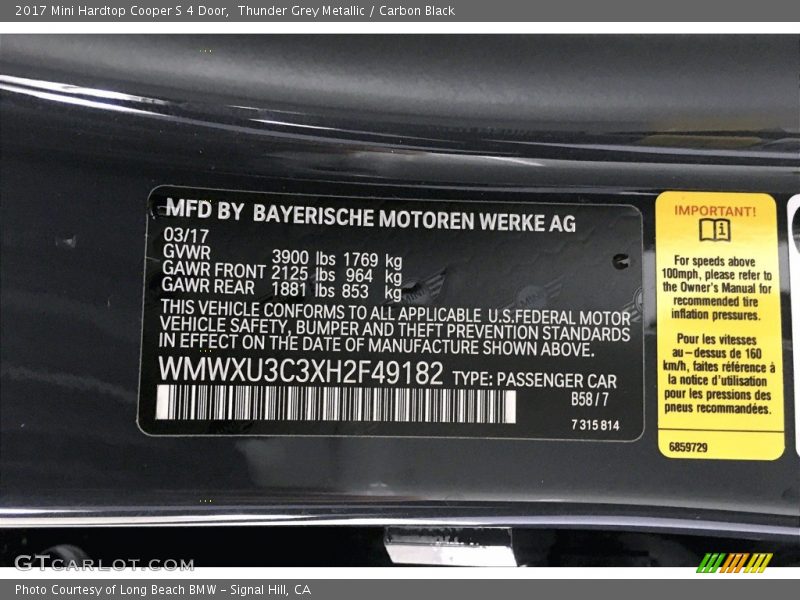 2017 Mini Hardtop Cooper S 4 Door,  Thunder Grey Metallic / Carbon Black
MFD BY BAYERISCHE MOTOREN WERKE AG
03/17
GVWR 3900 lbs 1769 kg
GAWR FRONT 2125 lbs 964 kg
GAWR REAR 1881 lbs 853 kg
THIS VEHICLE CONFORMS TO ALL APPLICABLE U.S.FEDERAL MOTOR
VEHICLE SAFETY, BUMPER AND THEFT PREVENTION STANDARDS
IN EFFECT ON THE DATE OF MANUFACTURE SHOWN ABOVE.
WMWXU3C3XH2F49182 TYPE: PASSENGER CAR
B58 / 7
7 315 814
IMPORTANT!
For speeds above
100mph, please refer to
the Owner's Manual for
recommended tire
inflation pressures.
Pour les vitesses
au-dessus de 160
km/h, faites référence à
la notice d'utilisation
pour les pressions des
pneus recommandées.
6859729
GTCARLOT.COM
Photo Courtesy of Long Beach BMW - Signal Hill, CA